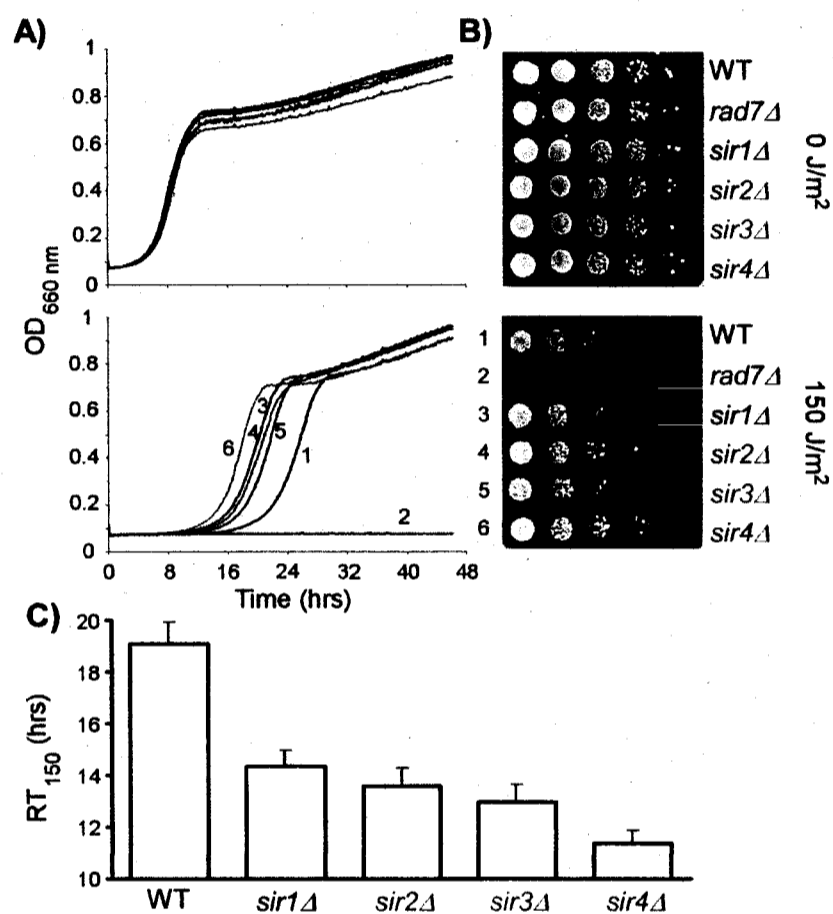 A)
B)
1
0.8
0.6
0.4
0.2
0
WT
rad7Δ
sir1Δ
sir2Δ
sir3Δ
sir4Δ
0 J/m2
OD660 nm
1
0.8
0.6
0.4
0.2
0
6
3
4
5
1
2
0 8 16 24 32 40 48
Time (hrs)
1 WT
2 rad7Δ
3 sir1Δ
4 sir2Δ
5 sir3Δ
6 sir4Δ
150 J/m2
C)
RT150 (hrs)
20
18
16
14
12
10
WT sir1Δ sir2Δ sir3Δ sir4Δ